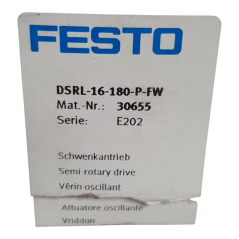 FESTO
DSRL-16-180-P-FW
Mat.-Nr.: 30655
Serie: E202
Schwenkantrieb
Semi-rotary drive
Vérin oscillant
Attuatore oscillante
Vriddon